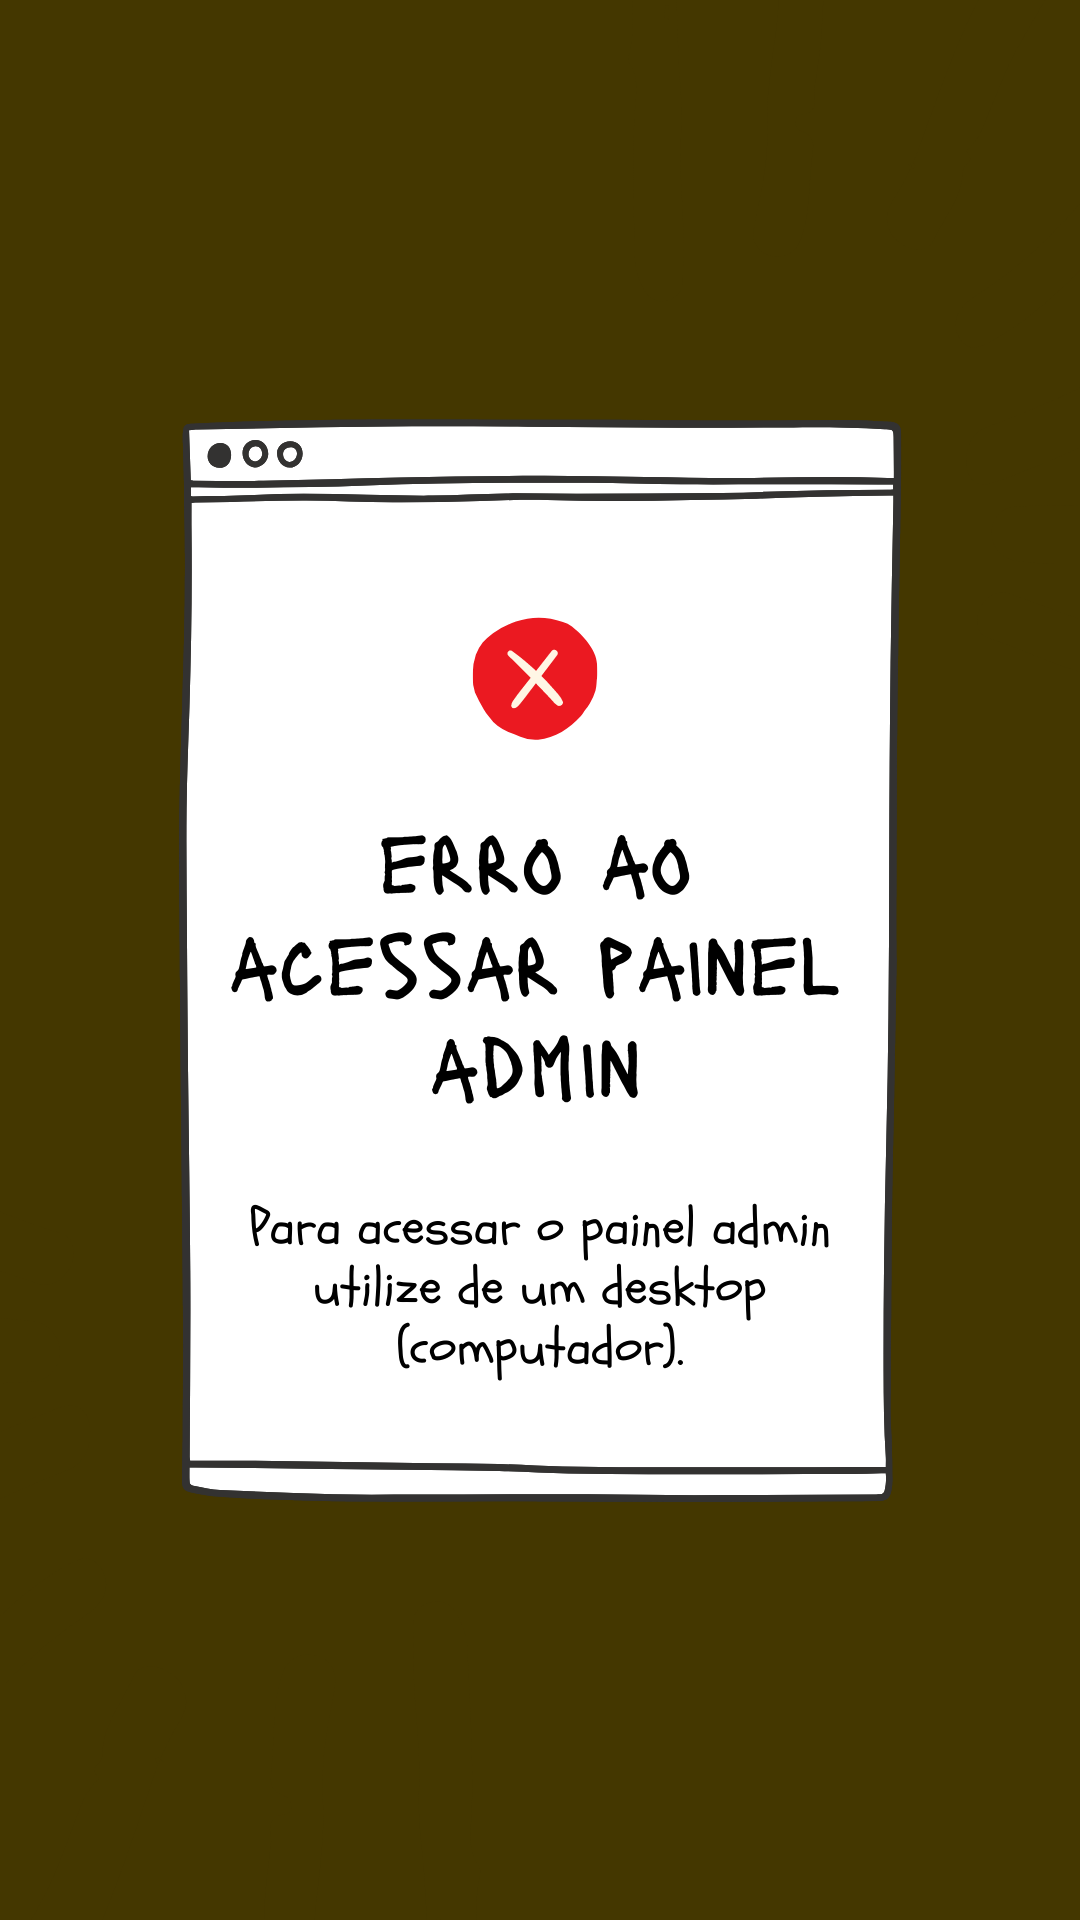 ERRO AO
ACESSAR PAINEL
ADMIN
Para acessar o painel admin
utilize de um desktop
(computador).